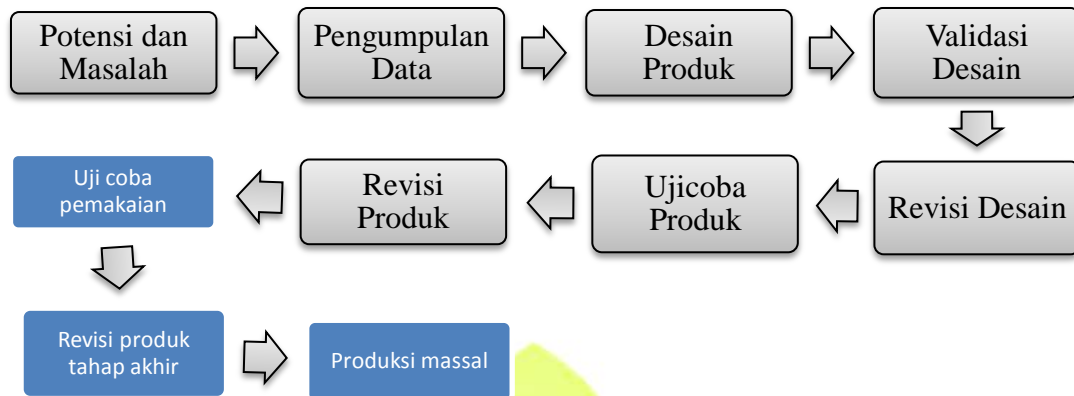 Potensi dan
Masalah
Pengumpulan
Data
Desain
Produk
Validasi
Desain
Revisi Desain
Ujicoba
Produk
Revisi
Produk
Uji coba
pemakaian
Revisi produk
tahap akhir
Produksi massal